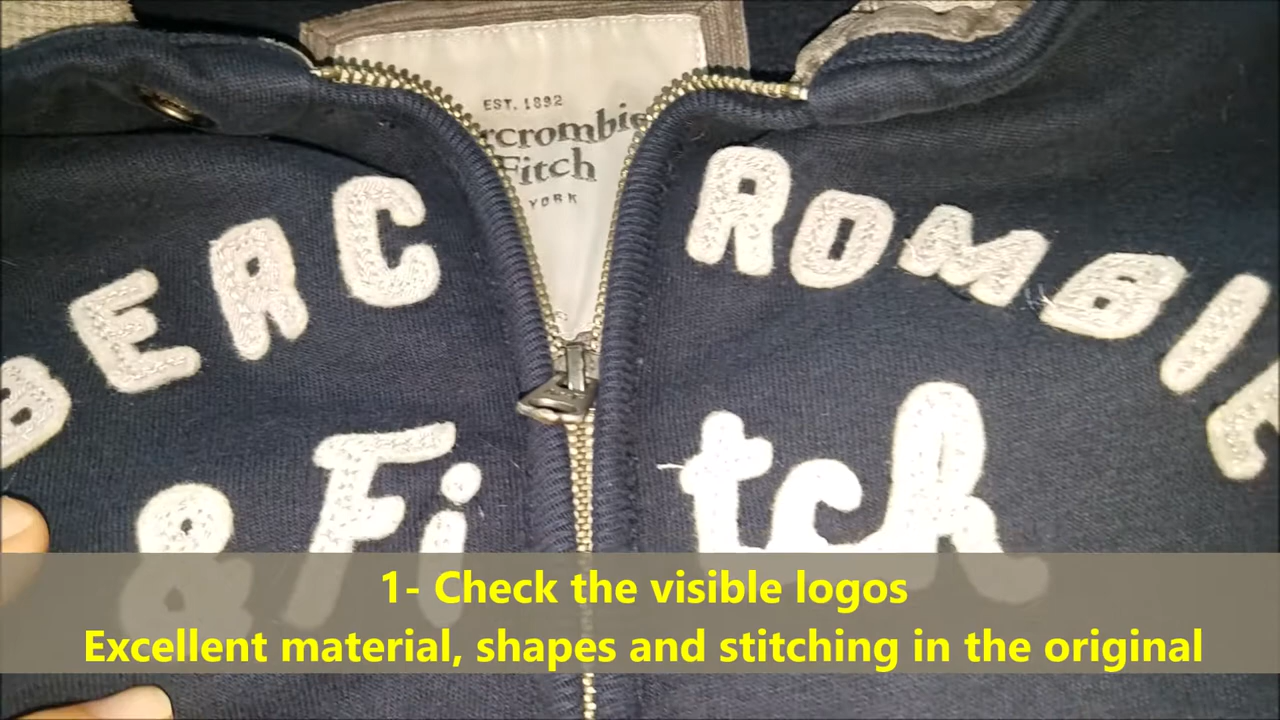 EST. 1892
Fitch
YORK
BERC ROMBIE
& Fi tch
1- Check the visible logos
Excellent material, shapes and stitching in the original